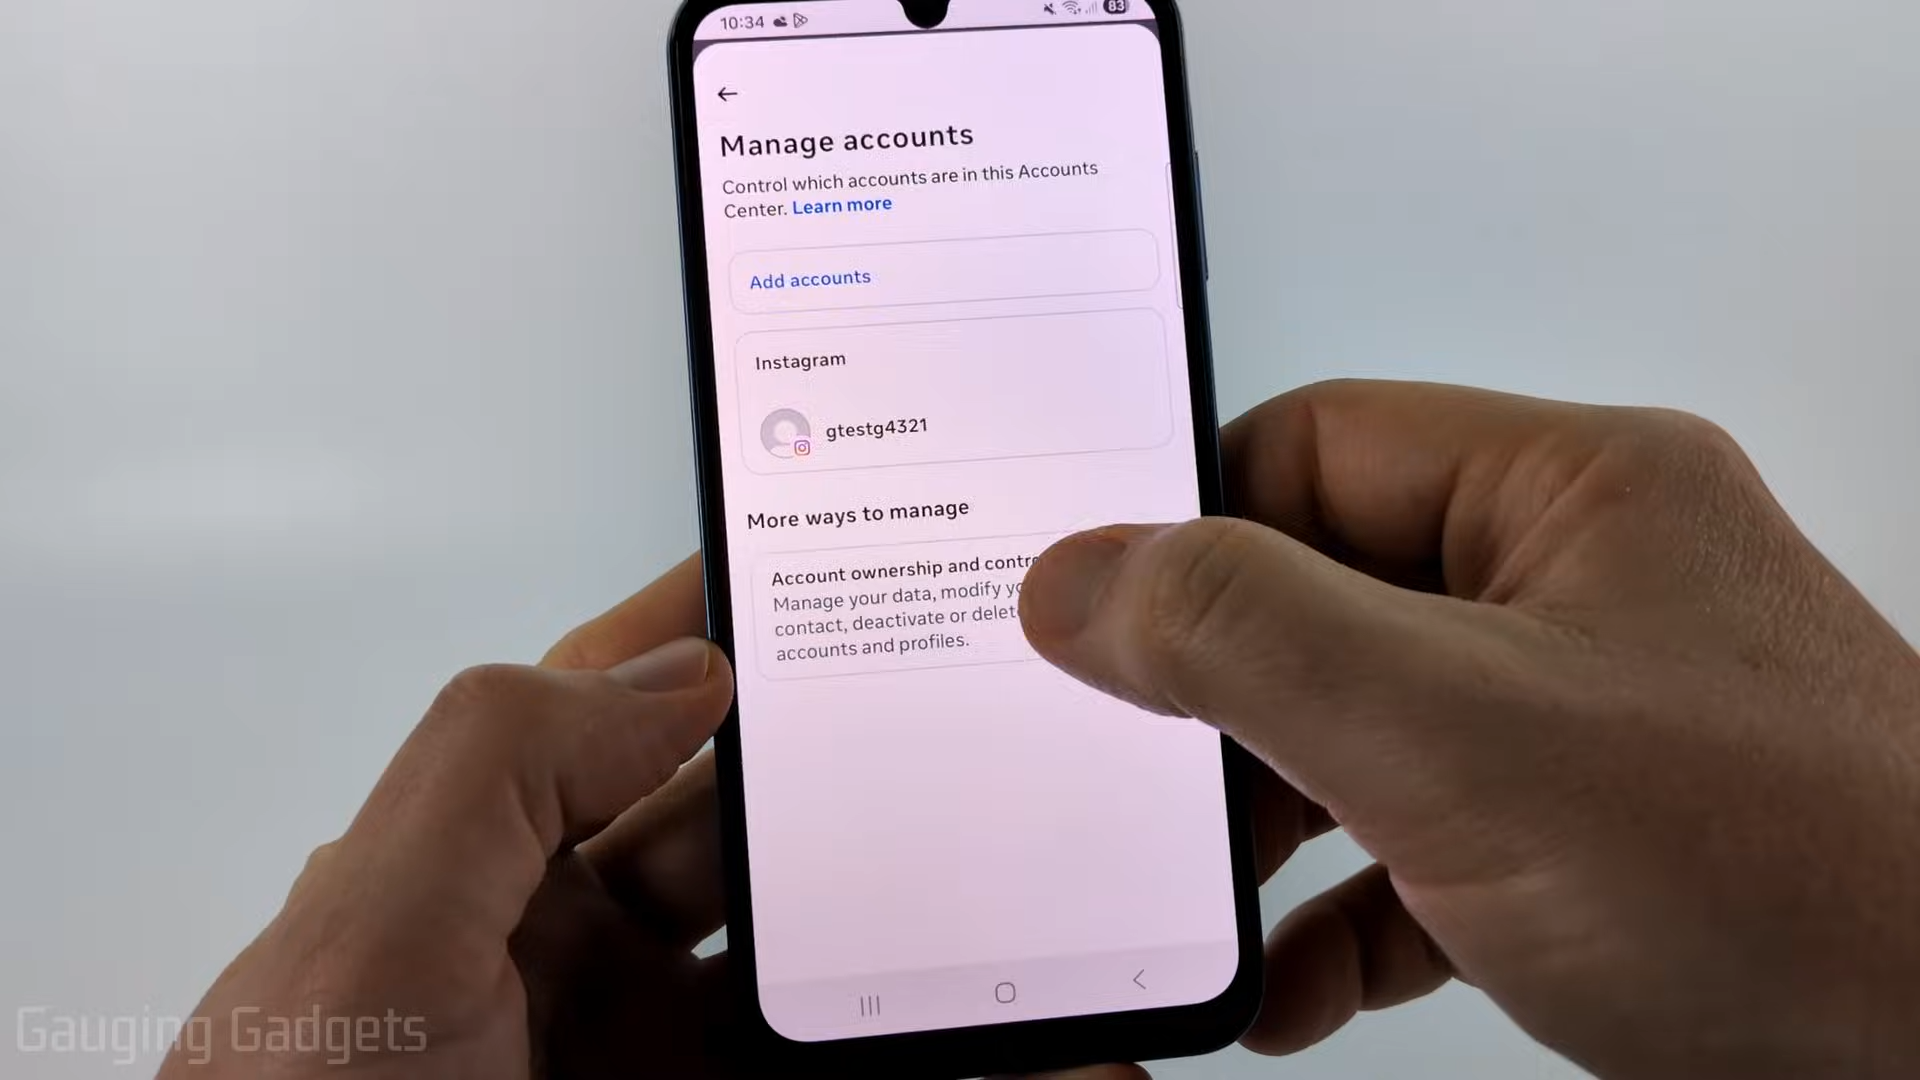 10:34
83
Manage accounts
Control which accounts are in this Accounts
Center. Learn more
Add accounts
Instagram
gtestg4321
More ways to manage
Account ownership and contr
Manage your data, modify yo
contact, deactivate or delet
accounts and profiles.
Gauging Gadgets